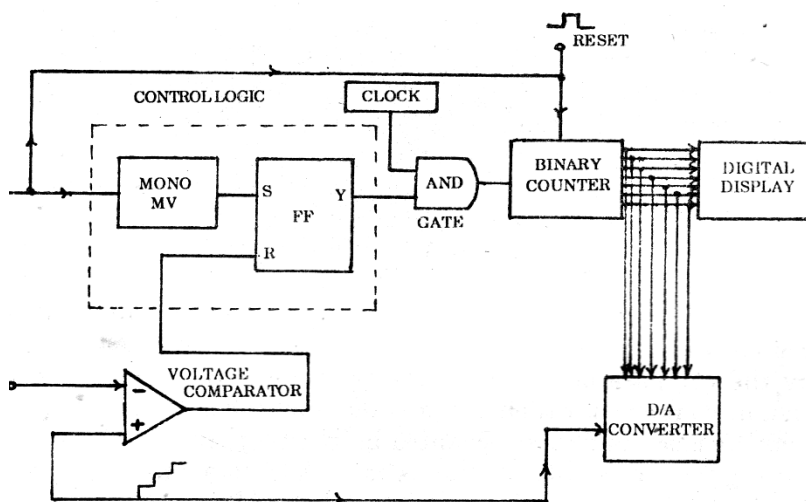 RESET
CONTROL LOGIC
CLOCK
MONO
MV
S
FF
Y
R
AND
GATE
BINARY
COUNTER
DIGITAL
DISPLAY
VOLTAGE
COMPARATOR
-
+
D/A
CONVERTER